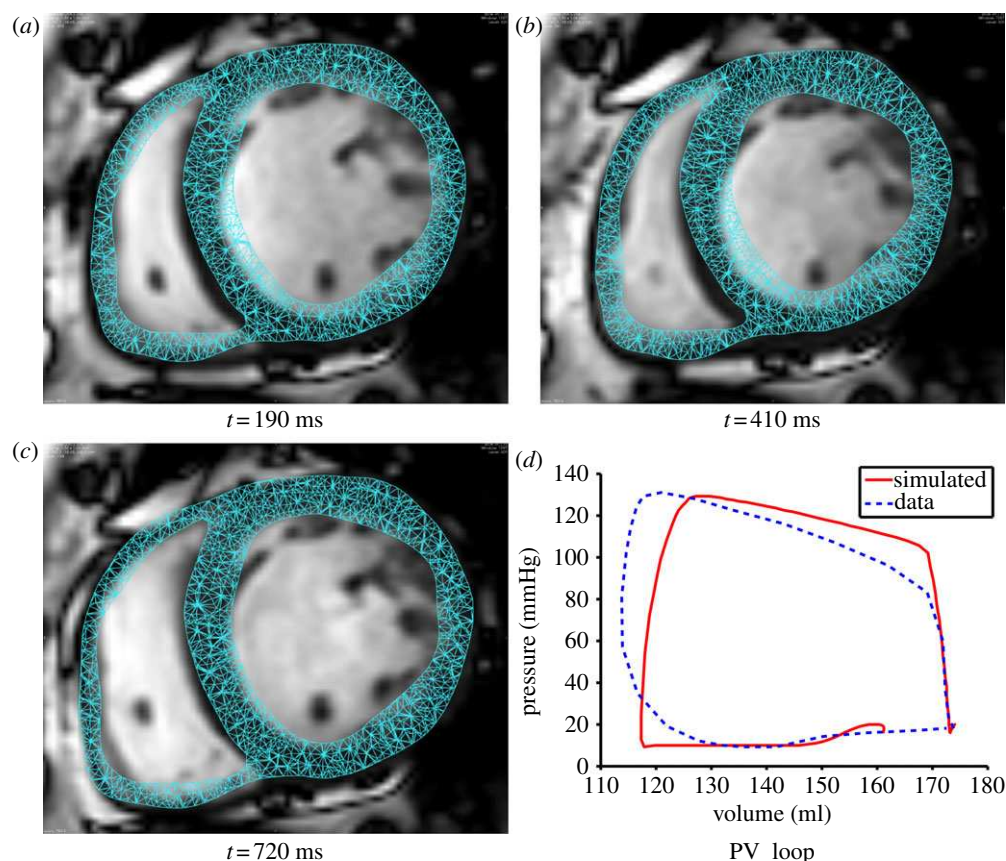 (a)
(b)
t = 190 ms
t = 410 ms
(c)
(d)
140
120
100
80
60
40
20
0
pressure (mmHg)
simulated
data
110 120 130 140 150 160 170 180
volume (ml)
t = 720 ms
PV loop